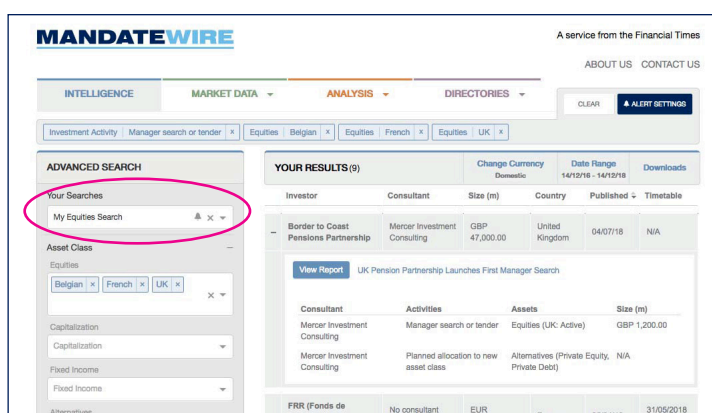 MANDATEWIRE
A service from the Financial Times
ABOUT US CONTACT US
INTELLIGENCE MARKET DATA ANALYSIS DIRECTORIES
CLEAR ALERT SETTINGS
Investment Activity Manager search or tender × Equities Belgian × Equities French × Equities UK ×
ADVANCED SEARCH
Your Searches
My Equities Search ×
Asset Class –
Equities
Belgian × French × UK ×
×
Capitalization
Capitalization
Fixed Income
Fixed Income
Alternatives
YOUR RESULTS (9)
Change Currency
Domestic
Date Range
14/12/16 - 14/12/18
Downloads
Investor Consultant Size (m) Country Published Timetable
– Border to Coast Pensions Partnership Mercer Investment Consulting GBP 47,000.00 United Kingdom 04/07/18 N/A
View Report UK Pension Partnership Launches First Manager Search
Consultant Activities Assets Size (m)
Mercer Investment Consulting Manager search or tender Equities (UK: Active) GBP 1,200.00
Mercer Investment Consulting Planned allocation to new asset class Alternatives (Private Equity, Private Debt) N/A
FRR (Fonds de No consultant EUR 31/05/2018